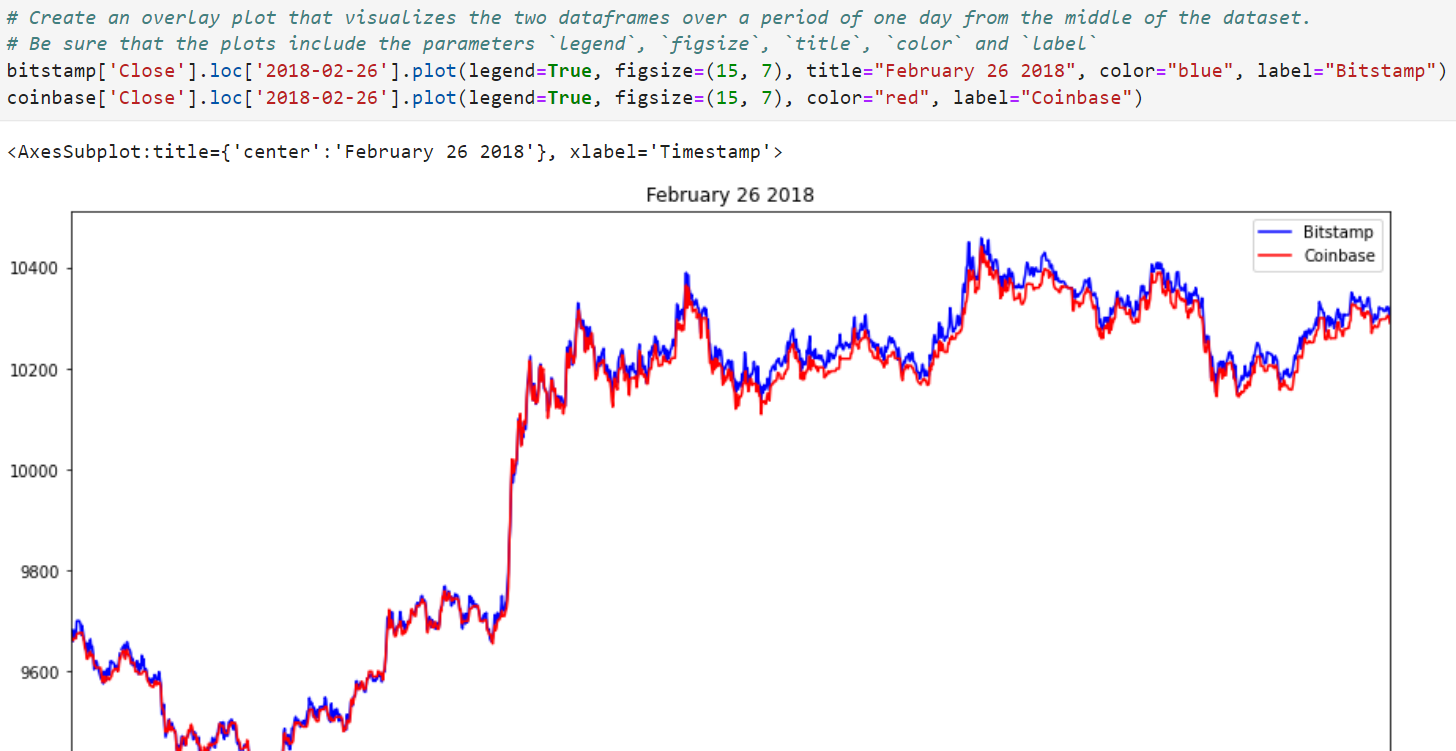 # Create an overlay plot that visualizes the two dataframes over a period of one day from the middle of the dataset.
# Be sure that the plots include the parameters `legend`, `figsize`, `title`, `color` and `label`
bitstamp['Close'].loc['2018-02-26'].plot(legend=True, figsize=(15, 7), title="February 26 2018", color="blue", label="Bitstamp")
coinbase['Close'].loc['2018-02-26'].plot(legend=True, figsize=(15, 7), color="red", label="Coinbase")
<AxesSubplot:title={'center':'February 26 2018'}, xlabel='Timestamp'>
February 26 2018
Bitstamp
Coinbase
10400
10200
10000
9800
9600